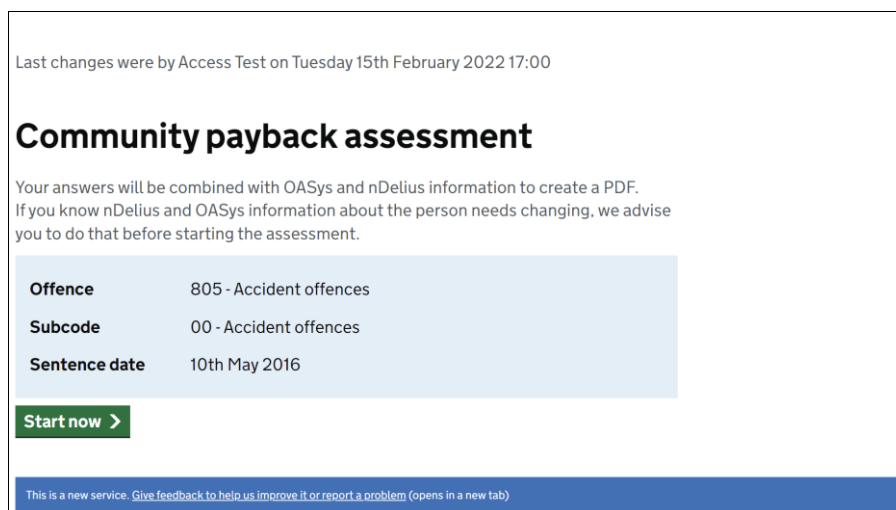 Last changes were by Access Test on Tuesday 15th February 2022 17:00
Community payback assessment
Your answers will be combined with OASys and nDelius information to create a PDF.
If you know nDelius and OASys information about the person needs changing, we advise
you to do that before starting the assessment.
Offence 805 - Accident offences
Subcode 00 - Accident offences
Sentence date 10th May 2016
Start now
This is a new service. Give feedback to help us improve it or report a problem (opens in a new tab)